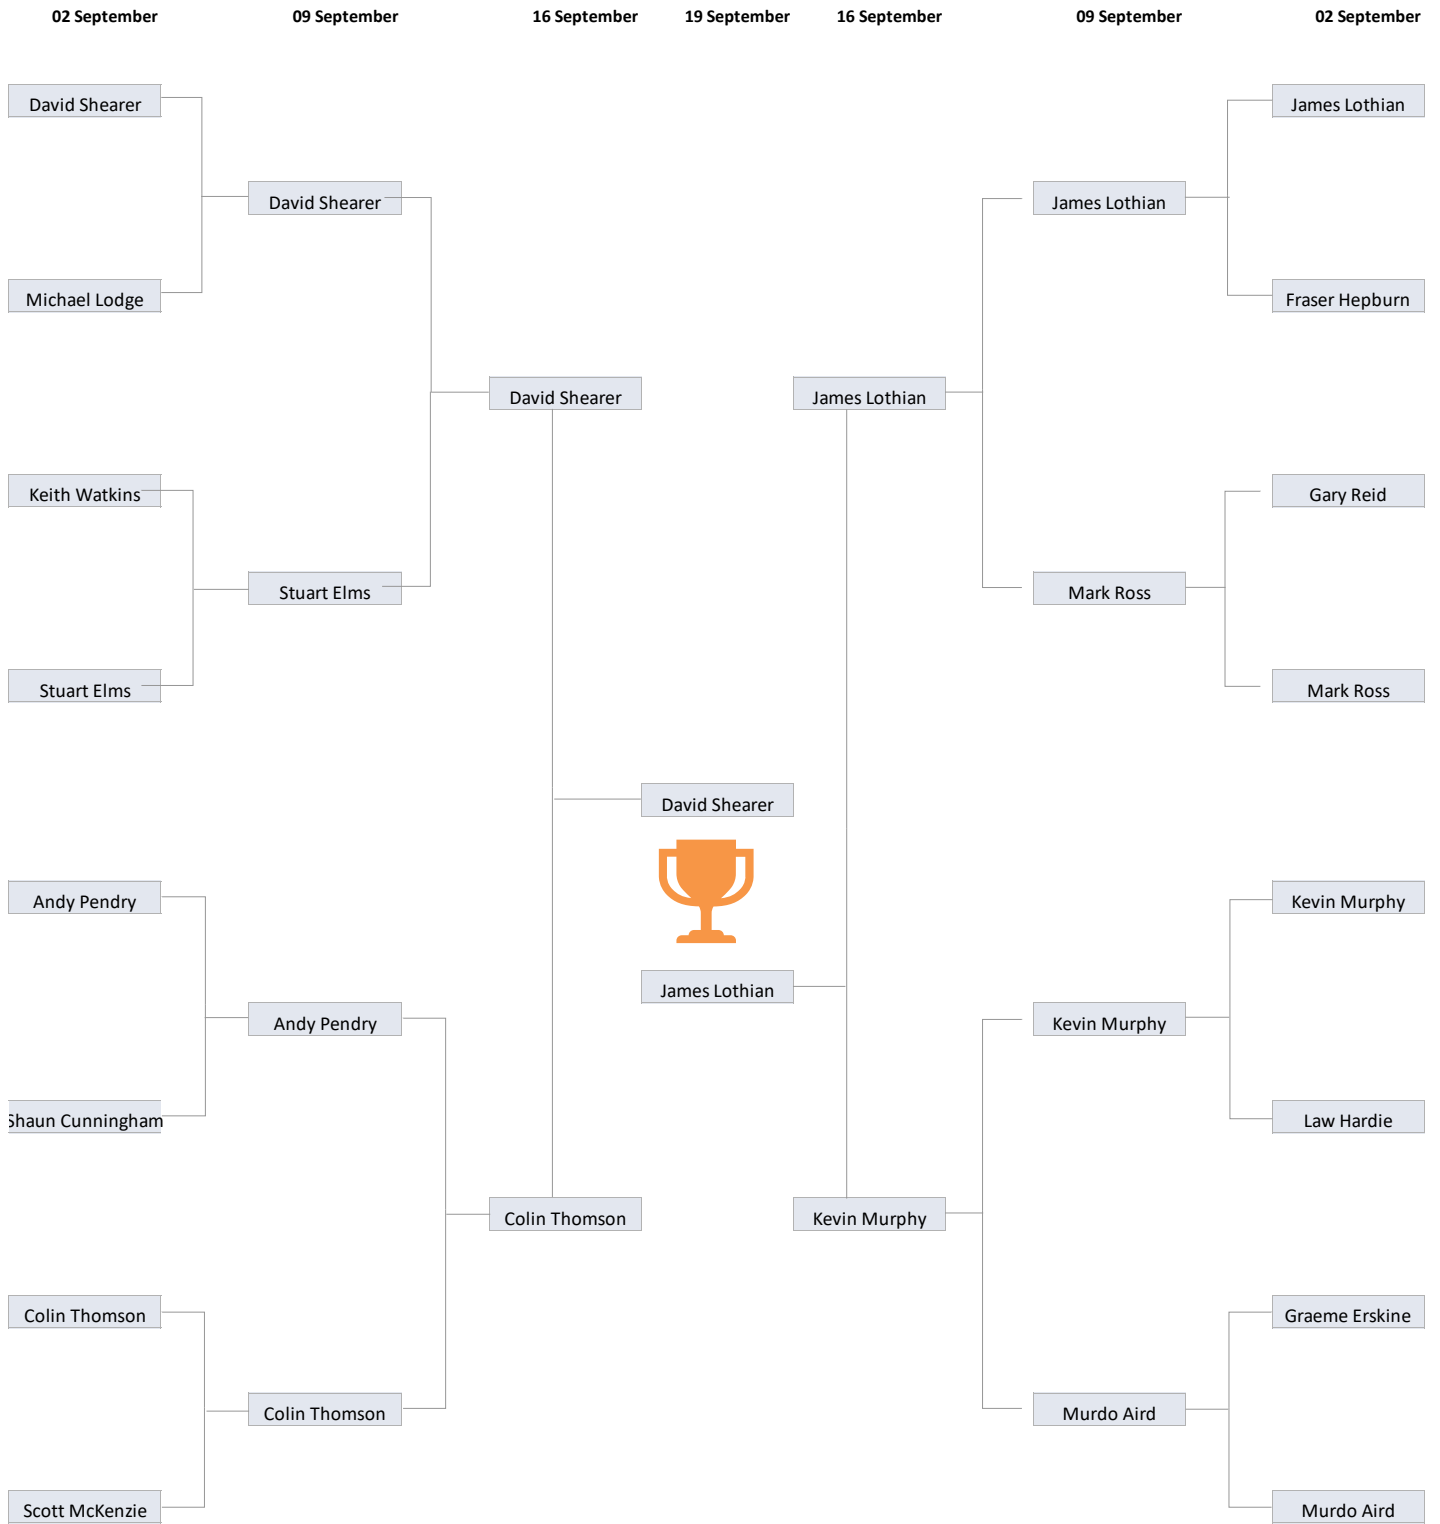 02 September
09 September
16 September
19 September
16 September
09 September
02 September
David Shearer
James Lothian
David Shearer
James Lothian
Michael Lodge
Fraser Hepburn
David Shearer
James Lothian
Keith Watkins
Gary Reid
Stuart Elms
Mark Ross
Stuart Elms
Mark Ross
David Shearer
Andy Pendry
Kevin Murphy
James Lothian
Andy Pendry
Kevin Murphy
Shaun Cunningham
Law Hardie
Colin Thomson
Kevin Murphy
Colin Thomson
Graeme Erskine
Colin Thomson
Murdo Aird
Scott McKenzie
Murdo Aird